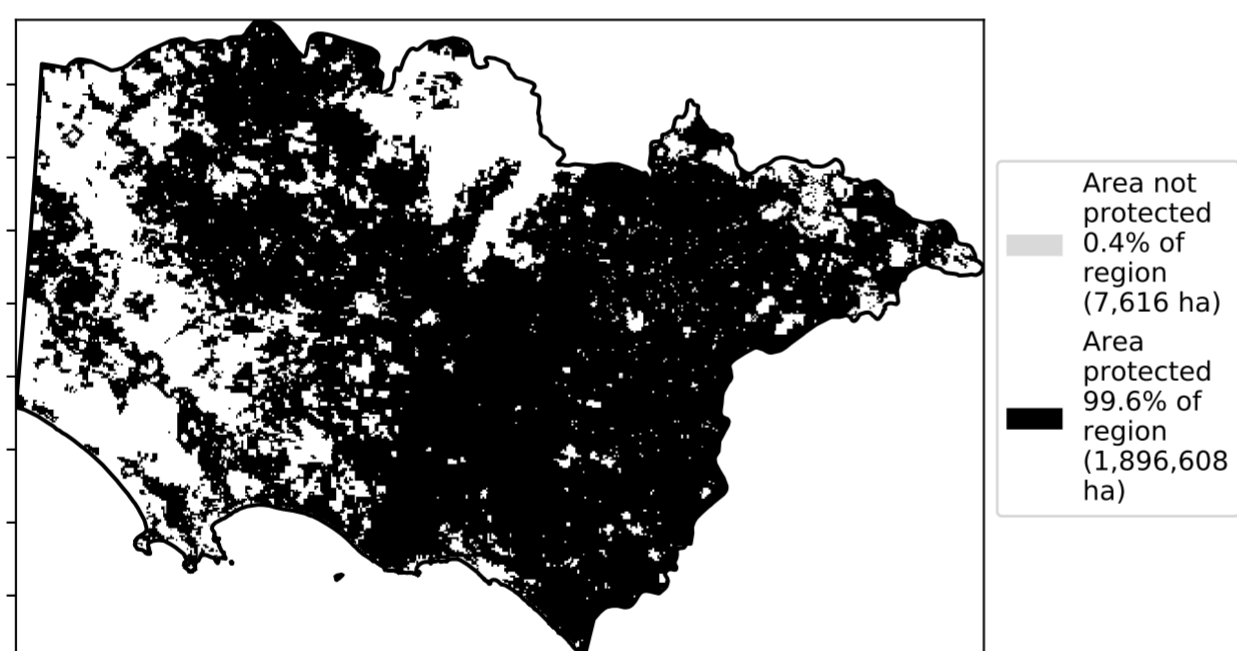 Area not
protected
0.4% of
region
(7,616 ha)
Area
protected
99.6% of
region
(1,896,608
ha)